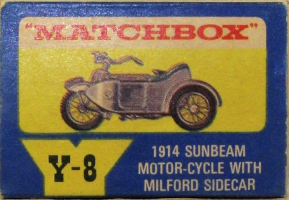 "MATCHBOX"
Y-8
1914 SUNBEAM
MOTOR-CYCLE WITH
MILFORD SIDECAR